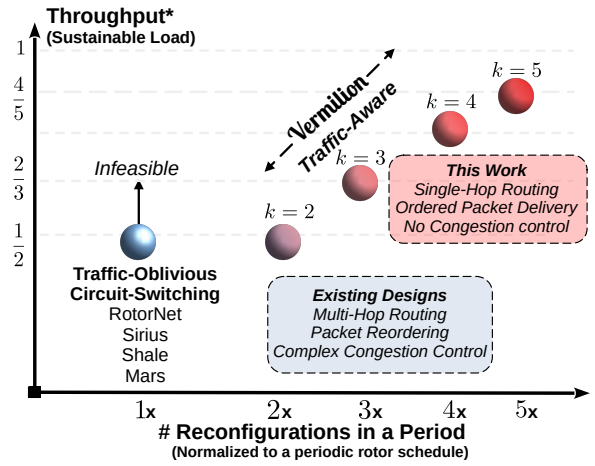 Throughput*
(Sustainable Load)
1
4/5
2/3
1/2
Vermilion
Traffic-Aware
k = 5
k = 4
k = 3
k = 2
Infeasible
This Work
Single-Hop Routing
Ordered Packet Delivery
No Congestion control
Traffic-Oblivious
Circuit-Switching
RotorNet
Sirius
Shale
Mars
Existing Designs
Multi-Hop Routing
Packet Reordering
Complex Congestion Control
1x 2x 3x 4x 5x
# Reconfigurations in a Period
(Normalized to a periodic rotor schedule)